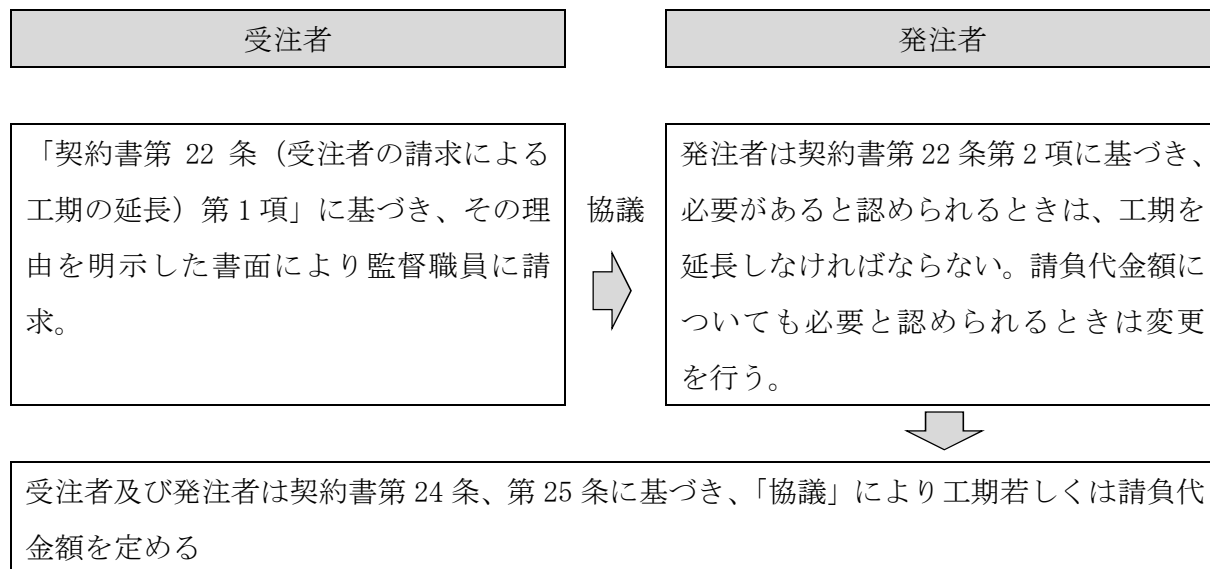 受注者
発注者
「契約書第 22 条（受注者の請求による
工期の延長）第１項」に基づき、その理
由を明示した書面により監督職員に請
求。
協議
発注者は契約書第 22 条第２項に基づき、
必要があると認められるときは、工期を
延長しなければならない。請負代金額に
ついても必要と認められるときは変更
を行う。
受注者及び発注者は契約書第 24 条、第 25 条に基づき、「協議」により工期若しくは請負代
金額を定める